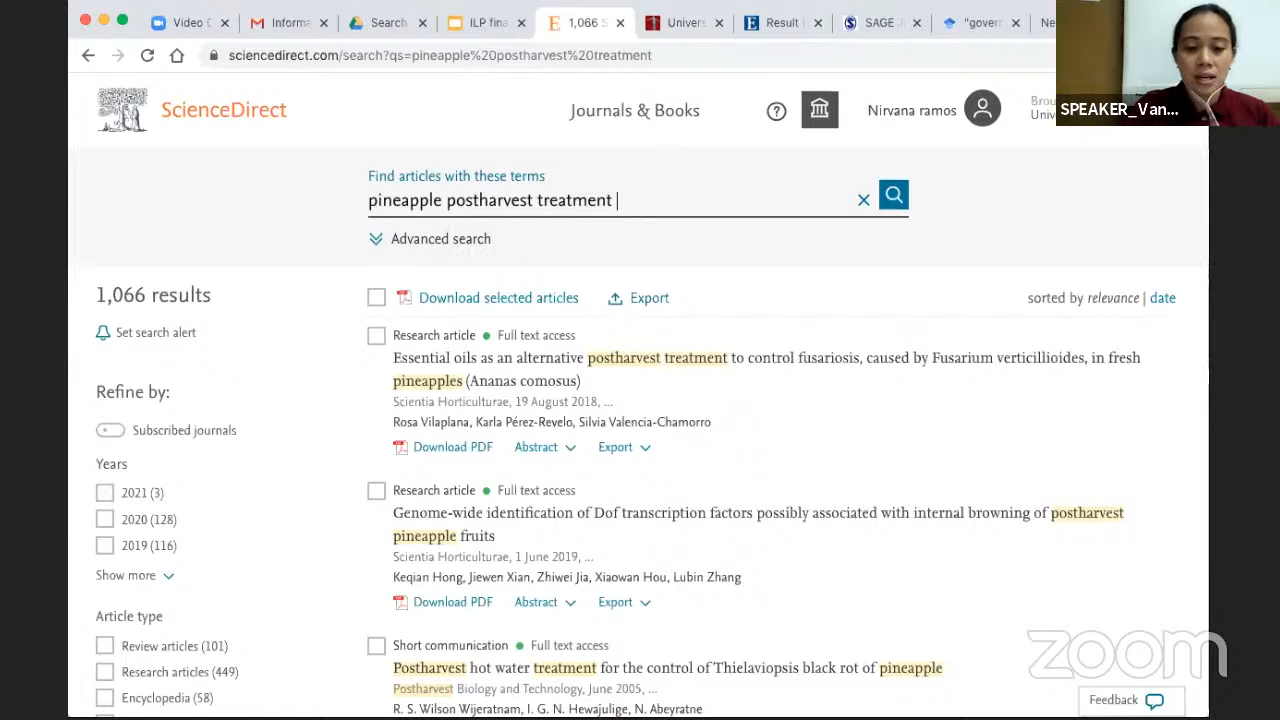 Video C
Informa
Search
ILP fina
1,066 S
Univers
Result
SAGE
"gover
Ne
sciencedirect.com/search?qs=pineapple%20postharvest%20treatment
ScienceDirect
Journals & Books
Nirvana ramos
Brou
Unive
SPEAKER_Van...
Find articles with these terms
pineapple postharvest treatment
Advanced search
1,066 results
Set search alert
Refine by:
Subscribed journals
Years
2021 (3)
2020 (128)
2019 (116)
Show more
Article type
Review articles (101)
Research articles (449)
Encyclopedia (58)
Download selected articles
Export
sorted by relevance | date
Research article
Full text access
Essential oils as an alternative postharvest treatment to control fusariosis, caused by Fusarium verticillioides, in fresh
pineapples (Ananas comosus)
Scientia Horticulturae, 19 August 2018, ...
Rosa Vilaplana, Karla Pérez-Revelo, Silvia Valencia-Chamorro
Download PDF
Abstract
Export
Research article
Full text access
Genome-wide identification of Dof transcription factors possibly associated with internal browning of postharvest
pineapple fruits
Scientia Horticulturae, 1 June 2019, ...
Keqian Hong, Jiewen Xian, Zhiwei Jia, Xiaowan Hou, Lubin Zhang
Download PDF
Abstract
Export
Short communication
Full text access
Postharvest hot water treatment for the control of Thielaviopsis black rot of pineapple
Postharvest Biology and Technology, June 2005, ...
R. S. Wilson Wijeratnam, I. G. N. Hewajulige, N. Abeyratne
zoom
Feedback